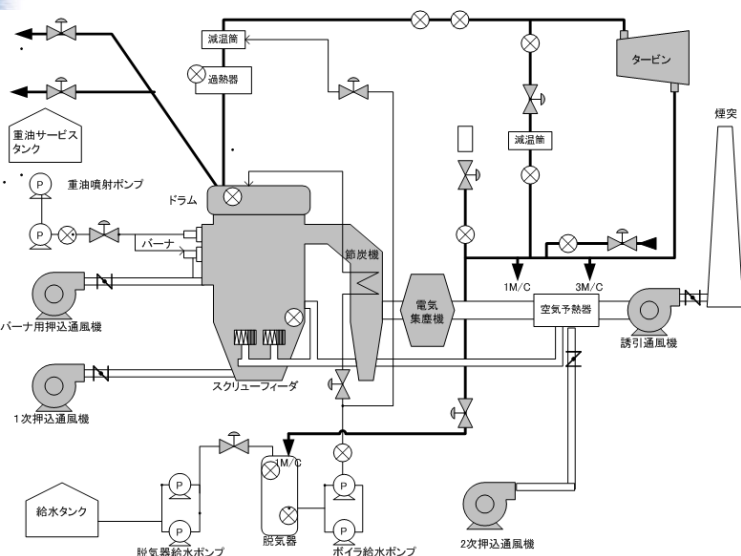 減温筒
過熱器
タービン
煙突
重油サービス
タンク
減温筒
P
重油噴射ポンプ
ドラム
P
バーナ
節炭機
1M/C
3M/C
電気
集塵機
空気予熱器
バーナ用押込通風機
誘引通風機
スクリューフィーダ
1次押込通風機
1M/C
P
P
給水タンク
P
P
脱気器
2次押込通風機
脱気器給水ポンプ
ボイラ給水ポンプ